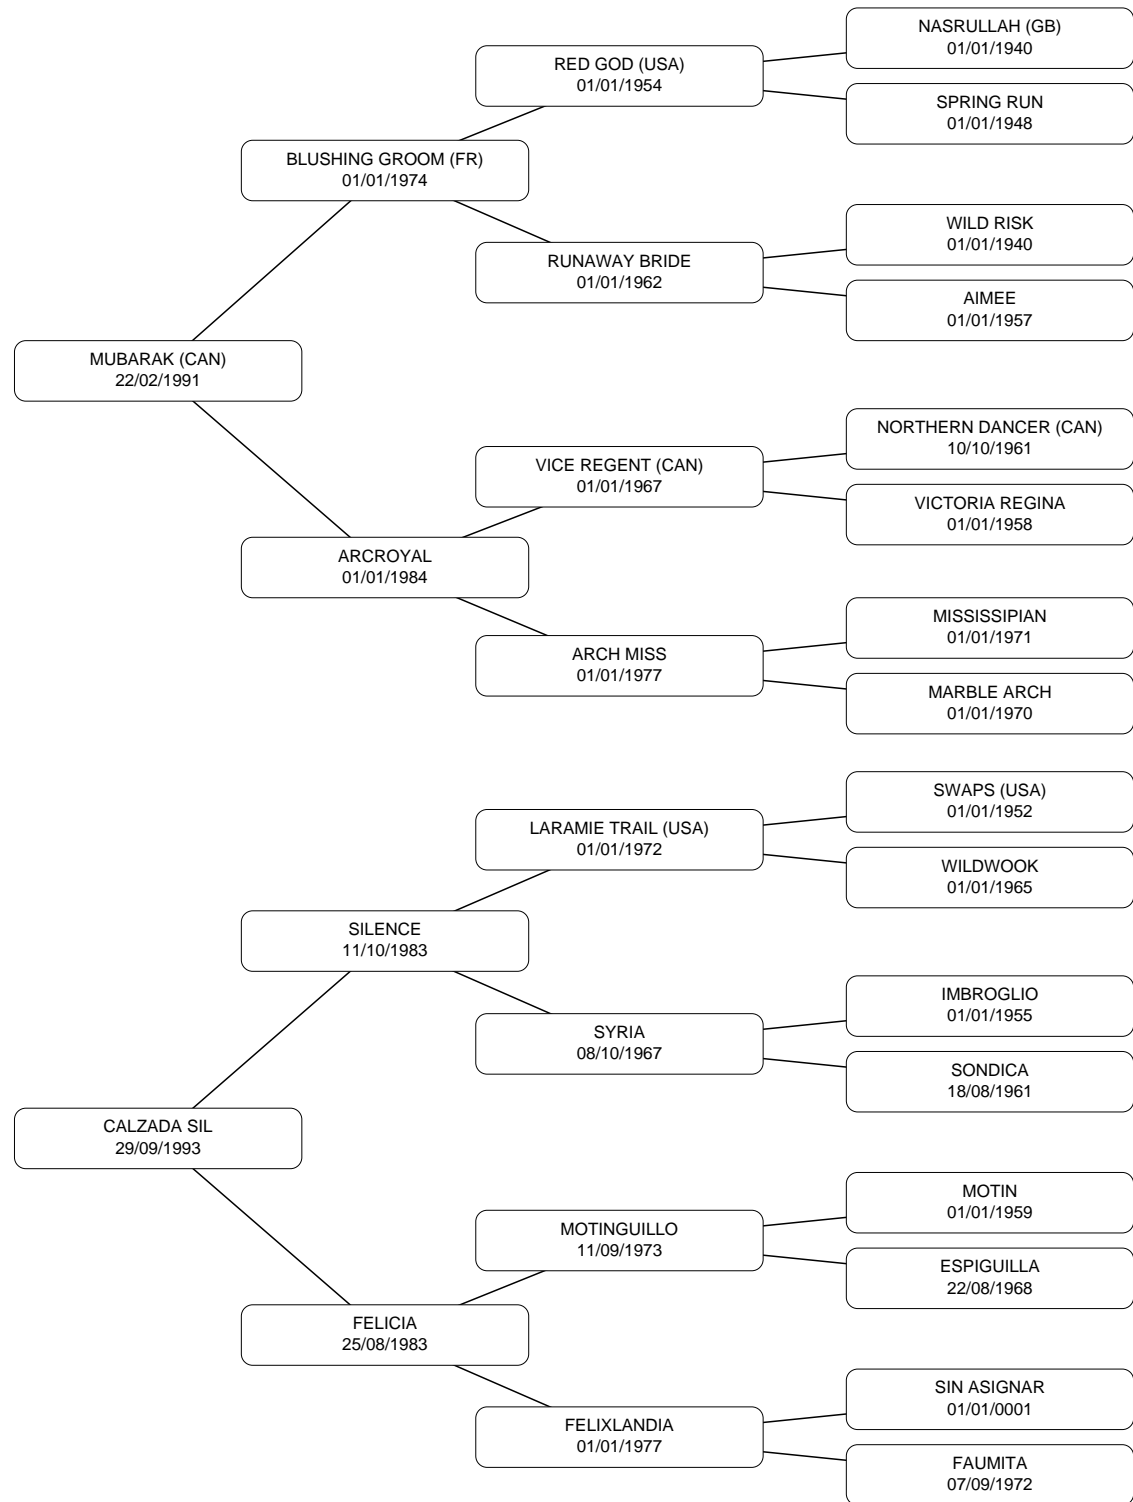 NASRULLAH (GB)
01/01/1940
RED GOD (USA)
01/01/1954
SPRING RUN
01/01/1948
BLUSHING GROOM (FR)
01/01/1974
WILD RISK
01/01/1940
RUNAWAY BRIDE
01/01/1962
AIMEE
01/01/1957
MUBARAK (CAN)
22/02/1991
NORTHERN DANCER (CAN)
10/10/1961
VICE REGENT (CAN)
01/01/1967
VICTORIA REGINA
01/01/1958
ARCROYAL
01/01/1984
MISSISSIPIAN
01/01/1971
ARCH MISS
01/01/1977
MARBLE ARCH
01/01/1970
SWAPS (USA)
01/01/1952
LARAMIE TRAIL (USA)
01/01/1972
WILDWOOK
01/01/1965
SILENCE
11/10/1983
IMBROGLIO
01/01/1955
SYRIA
08/10/1967
SONDICA
18/08/1961
CALZADA SIL
29/09/1993
MOTIN
01/01/1959
MOTINGUILLO
11/09/1973
ESPIGUILLA
22/08/1968
FELICIA
25/08/1983
SIN ASIGNAR
01/01/0001
FELIXLANDIA
01/01/1977
FAUMITA
07/09/1972